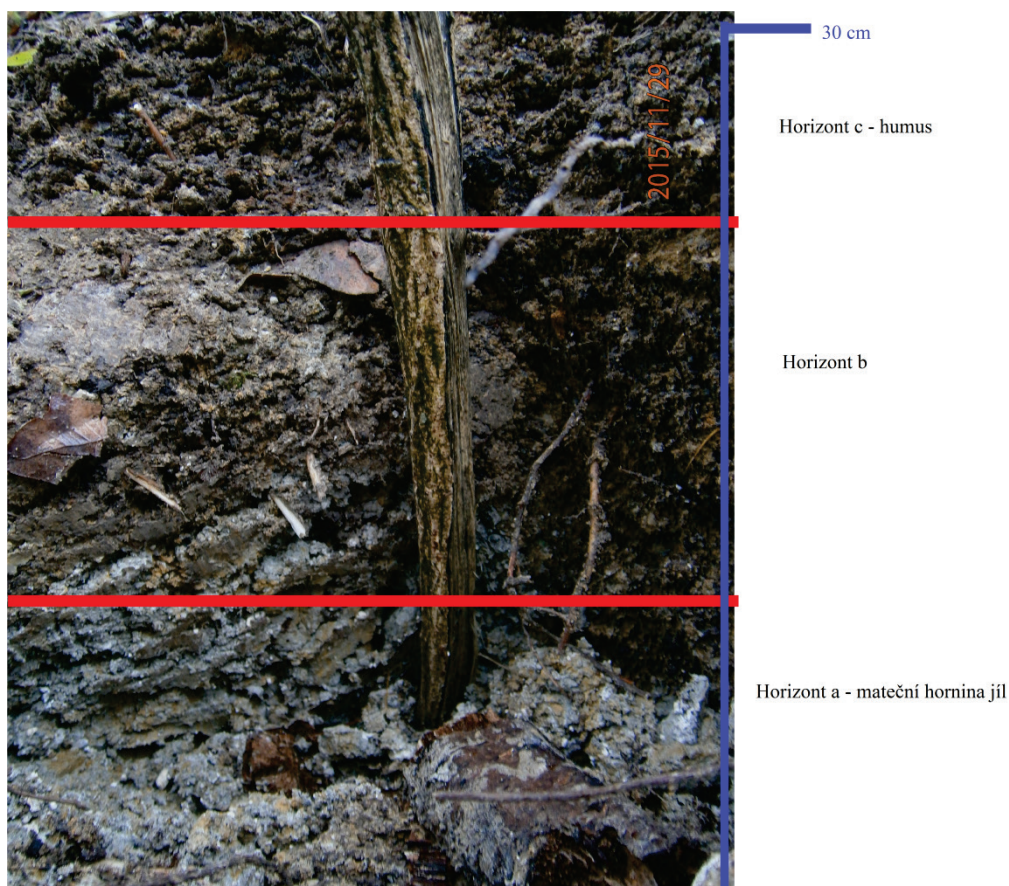 30 cm
Horizont c - humus
2015/11/29
Horizont b
Horizont a - mateční hornina jíl